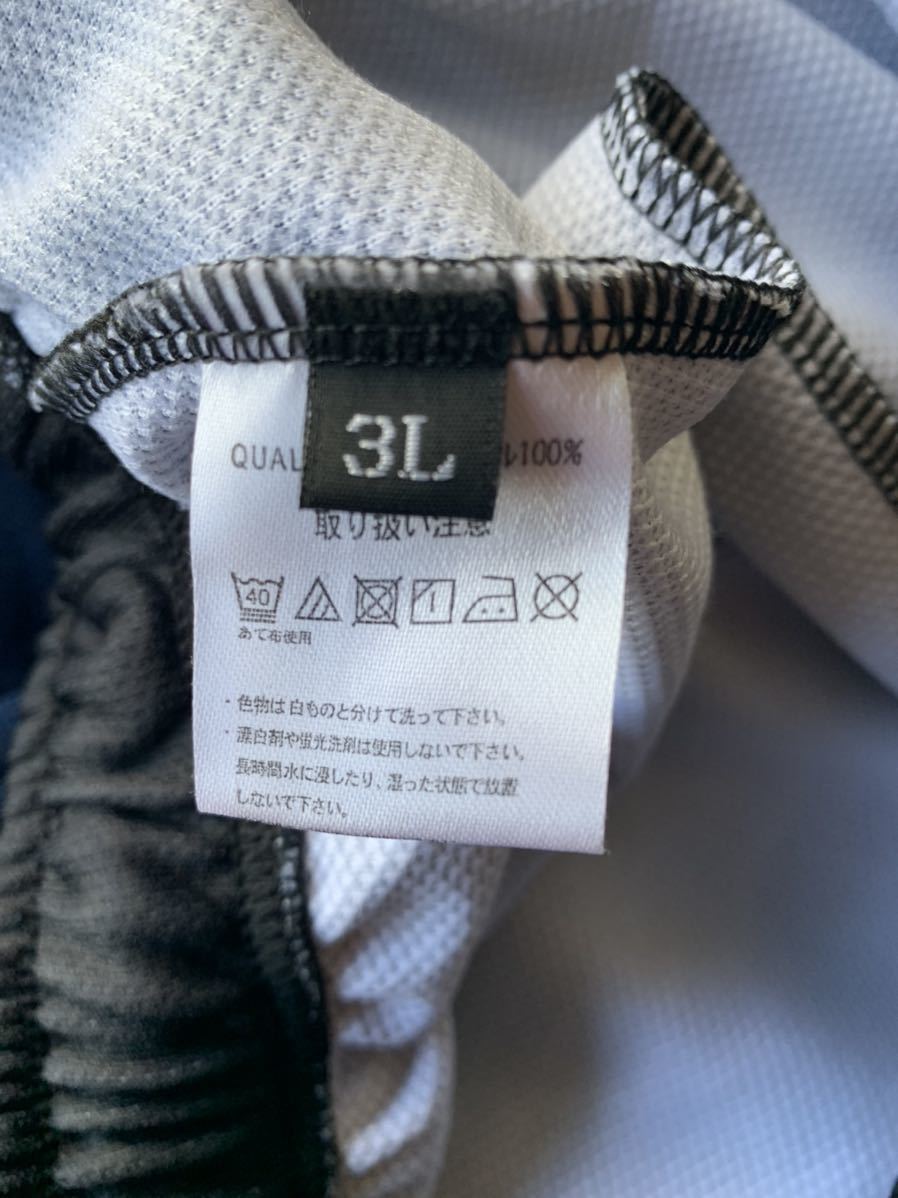 3L
QUAL ル100%
取り扱い注意
40
あて布使用
・色物は白ものと分けて洗って下さい。
・漂白剤や蛍光洗剤は使用しないで下さい。
長時間水に浸したり、湿った状態で放置
しないで下さい。